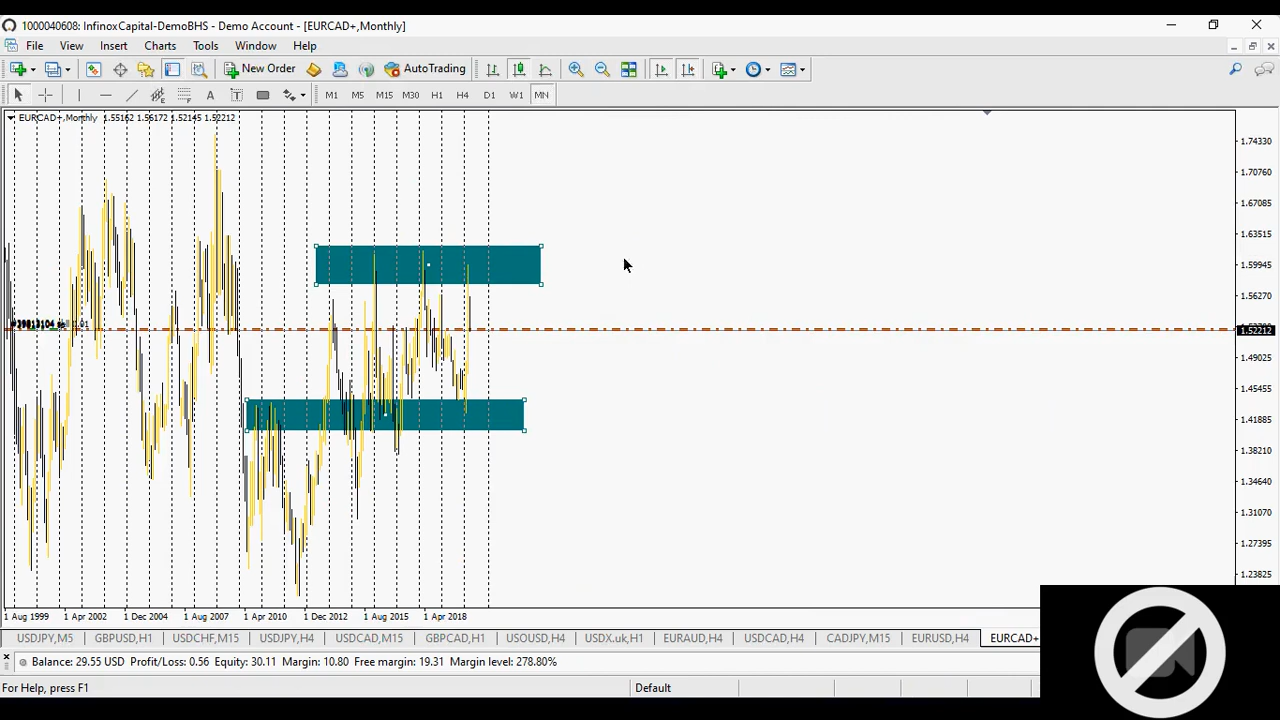 1000040608: InfinoxCapital-DemoBHS - Demo Account - [EURCAD+,Monthly]
File View Insert Charts Tools Window Help
New Order AutoTrading
A T M1 M5 M15 M30 H1 H4 D1 W1 MN
EURCAD+,Monthly 1.55162 1.56172 1.52145 1.52212
1.74330
1.70760
1.67085
1.63515
1.59945
1.56270
sell 0.01
1.52212
1.49025
1.45455
1.41885
1.38210
1.34640
1.31070
1.27395
1.23825
1 Aug 1999 1 Apr 2002 1 Dec 2004 1 Aug 2007 1 Apr 2010 1 Dec 2012 1 Aug 2015 1 Apr 2018
USDJPY,M5 GBPUSD,H1 USDCHF,M15 USDJPY,H4 USDCAD,M15 GBPCAD,H1 USOUSD,H4 USDX.uk,H1 EURAUD,H4 USDCAD,H4 CADJPY,M15 EURUSD,H4 EURCAD+
Balance: 29.55 USD Profit/Loss: 0.56 Equity: 30.11 Margin: 10.80 Free margin: 19.31 Margin level: 278.80%
For Help, press F1 Default